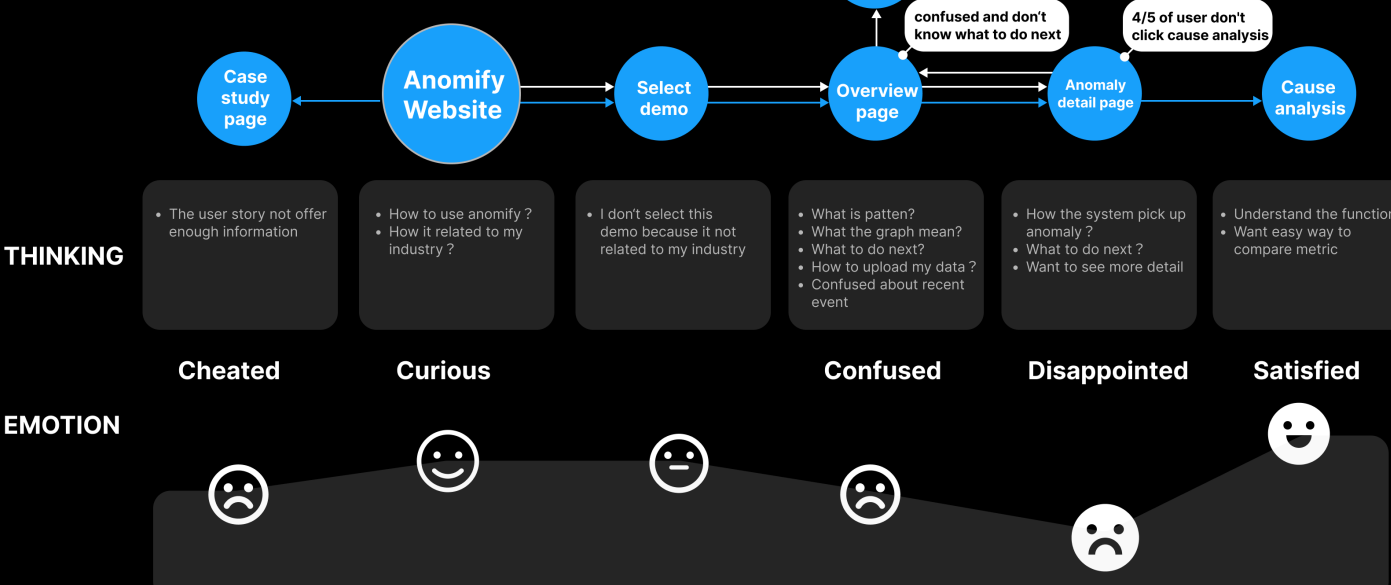 confused and don't
know what to do next
4/5 of user don't
click cause analysis
Case
study
page
Anomify
Website
Select
demo
Overview
page
Anomaly
detail page
Cause
analysis
THINKING
• The user story not offer
enough information
• How to use anomify ?
• How it related to my
industry ?
• I don't select this
demo because it not
related to my industry
• What is patten?
• What the graph mean?
• What to do next?
• How to upload my data ?
• Confused about recent
event
• How the system pick up
anomaly ?
• What to do next ?
• Want to see more detail
• Understand the function
• Want easy way to
compare metric
Cheated
Curious
Confused
Disappointed
Satisfied
EMOTION